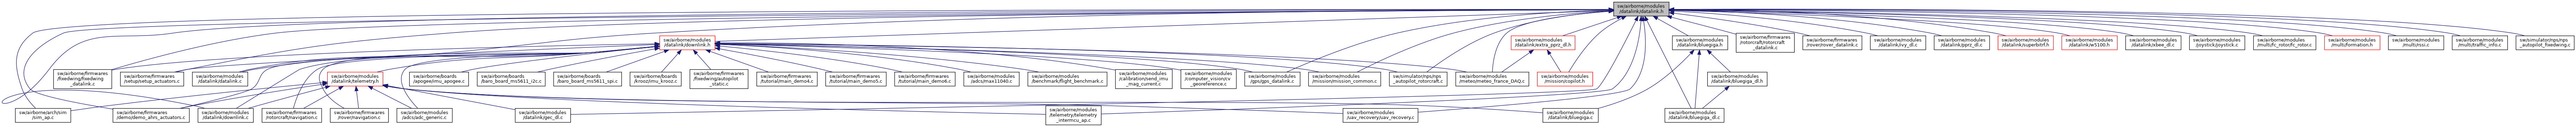 sw/airborne/modules
/datalink/datalink.h
sw/airborne/modules
/datalink/downlink.h
sw/airborne/modules
/datalink/extra_pprz_dl.h
sw/airborne/modules
/datalink/bluegiga.h
sw/airborne/firmwares
/rotorcraft/rotorcraft
_datalink.c
sw/airborne/firmwares
/rover/rover_datalink.c
sw/airborne/modules
/datalink/ivy_dl.c
sw/airborne/modules
/datalink/pprz_dl.c
sw/airborne/modules
/datalink/superbitrf.h
sw/airborne/modules
/datalink/w5100.h
sw/airborne/modules
/datalink/xbee_dl.c
sw/airborne/modules
/joystick/joystick.c
sw/airborne/modules
/multi/fc_rotor/fc_rotor.c
sw/airborne/modules
/multi/formation.h
sw/airborne/modules
/multi/rssi.c
sw/airborne/modules
/multi/traffic_info.c
sw/simulator/nps/nps
_autopilot_fixedwing.c
sw/airborne/firmwares
/fixedwing/fixedwing
_datalink.c
sw/airborne/firmwares
/setup/setup_actuators.c
sw/airborne/modules
/datalink/datalink.c
sw/airborne/modules
/datalink/telemetry.h
sw/airborne/boards
/apogee/imu_apogee.c
sw/airborne/boards
/baro_board_ms5611_i2c.c
sw/airborne/boards
/baro_board_ms5611_spi.c
sw/airborne/boards
/krooz/imu_krooz.c
sw/airborne/firmwares
/fixedwing/autopilot
_static.c
sw/airborne/firmwares
/tutorial/main_demo4.c
sw/airborne/firmwares
/tutorial/main_demo5.c
sw/airborne/firmwares
/tutorial/main_demo6.c
sw/airborne/modules
/adcs/max11040.c
sw/airborne/modules
/benchmark/flight_benchmark.c
sw/airborne/modules
/calibration/send_imu
_mag_current.c
sw/airborne/modules
/computer_vision/cv
_georeference.c
sw/airborne/modules
/gps/gps_datalink.c
sw/airborne/modules
/mission/mission_common.c
sw/simulator/nps/nps
_autopilot_rotorcraft.c
sw/airborne/modules
/meteo/meteo_france_DAQ.c
sw/airborne/modules
/mission/copilot.h
sw/airborne/modules
/datalink/bluegiga_dl.h
sw/airborne/arch/sim
/sim_ap.c
sw/airborne/firmwares
/demo/demo_ahrs_actuators.c
sw/airborne/modules
/datalink/downlink.c
sw/airborne/firmwares
/rotorcraft/navigation.c
sw/airborne/firmwares
/rover/navigation.c
sw/airborne/modules
/adcs/adc_generic.c
sw/airborne/modules
/datalink/gec_dl.c
sw/airborne/modules
/telemetry/telemetry
_intermcu_ap.c
sw/airborne/modules
/uav_recovery/uav_recovery.c
sw/airborne/modules
/datalink/bluegiga.c
sw/airborne/modules
/datalink/bluegiga_dl.c